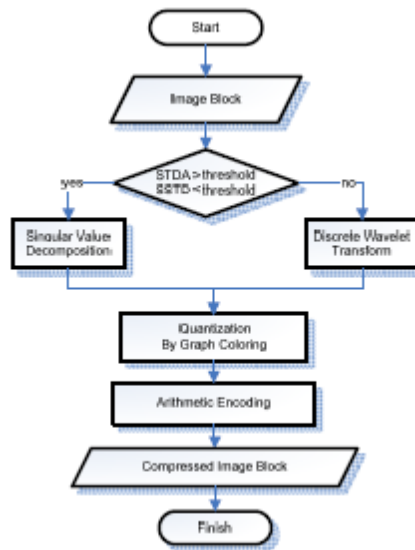 Start
Image Block
STDA>threshold
SSTD<threshold
yes
no
Singular Value
Decomposition
Discrete Wavelet
Transform
Quantization
By Graph Coloring
Arithmetic Encoding
Compressed Image Block
Finish